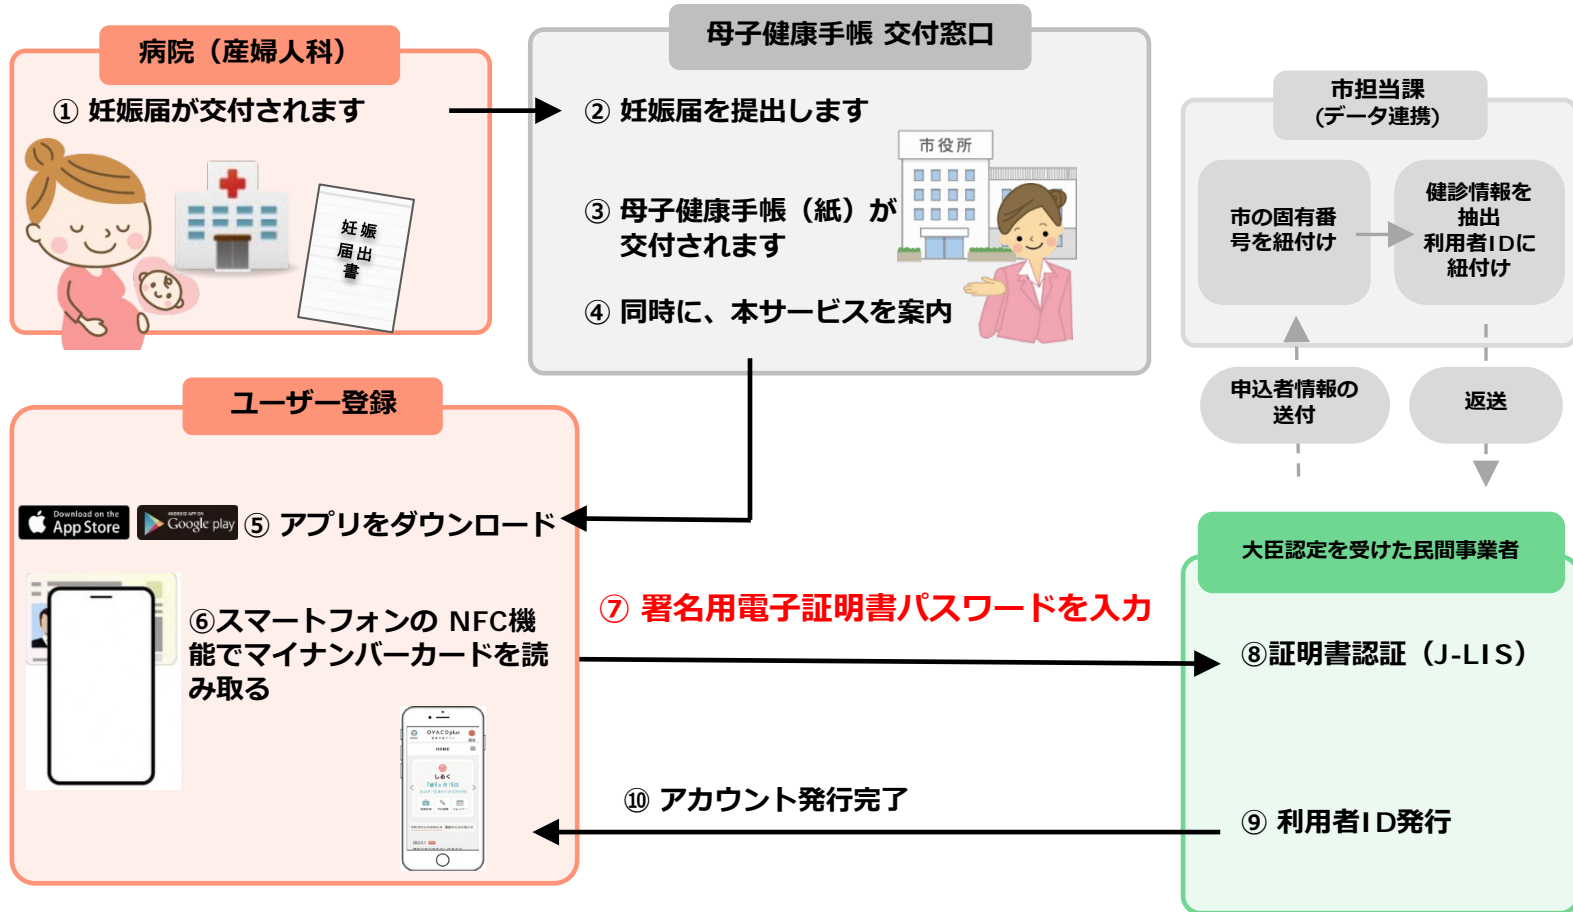 病院（産婦人科）
① 妊娠届が交付されます
妊娠
届出
書
母子健康手帳 交付窓口
② 妊娠届を提出します
市役所
③ 母子健康手帳（紙）が
交付されます
④ 同時に、本サービスを案内
市担当課
(データ連携)
市の固有番
号を紐付け
健診情報を
抽出
利用者IDに
紐付け
申込者情報の
送付
返送
ユーザー登録
Download on the
App Store
ANDROID APP ON
Google play
⑤ アプリをダウンロード
⑥スマートフォンの NFC機
能でマイナンバーカードを読
み取る
OYACOplus
HOME
しるく
⑦ 署名用電子証明書パスワードを入力
大臣認定を受けた民間事業者
⑧証明書認証（J-LIS）
⑨ 利用者ID発行
⑩ アカウント発行完了